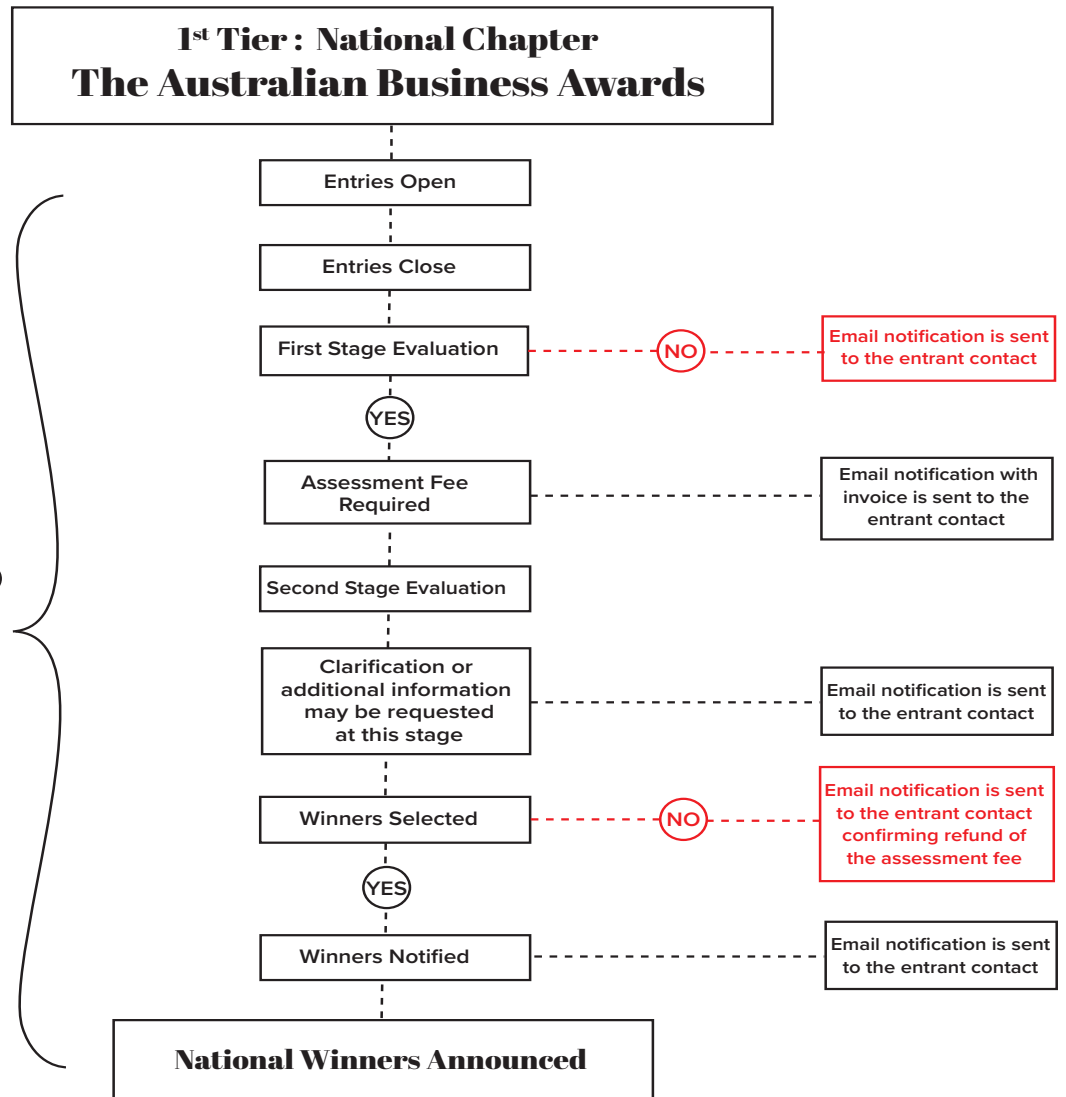 1st Tier : National Chapter
The Australian Business Awards
Entries Open
Entries Close
First Stage Evaluation
NO
Email notification is sent
to the entrant contact
YES
Assessment Fee
Required
Email notification with
invoice is sent to the
entrant contact
Second Stage Evaluation
Clarification or
additional information
may be requested
at this stage
Email notification is sent
to the entrant contact
Winners Selected
NO
Email notification is sent
to the entrant contact
confirming refund of
the assessment fee
YES
Winners Notified
Email notification is sent
to the entrant contact
National Winners Announced